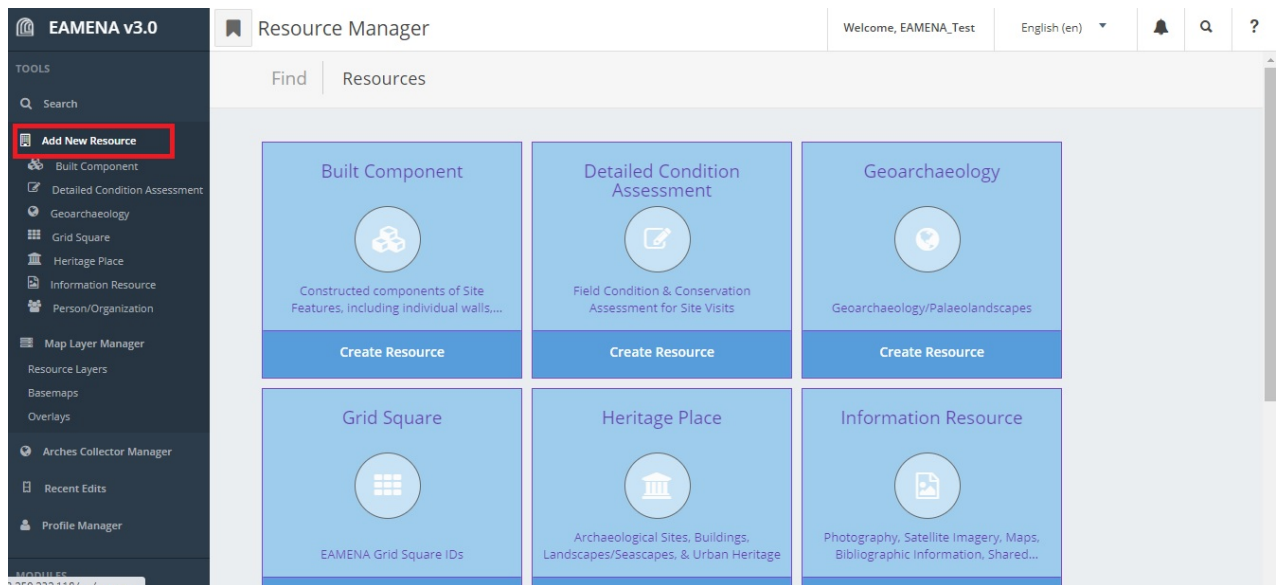 EAMENA v3.0
Resource Manager
Welcome, EAMENA_Test
English (en)
?
TOOLS
Find
Resources
Search
Add New Resource
Built Component
Detailed Condition Assessment
Geoarchaeology
Grid Square
Heritage Place
Information Resource
Person/Organization
Map Layer Manager
Resource Layers
Basemaps
Overlays
Arches Collector Manager
Recent Edits
Profile Manager
MODULES
Built Component
Constructed components of Site
Features, including individual walls,...
Create Resource
Detailed Condition
Assessment
Field Condition & Conservation
Assessment for Site Visits
Create Resource
Geoarchaeology
Geoarchaeology/Palaeolandscapes
Create Resource
Grid Square
EAMENA Grid Square IDs
Heritage Place
Archaeological Sites, Buildings,
Landscapes/Seascapes, & Urban Heritage
Information Resource
Photography, Satellite Imagery, Maps,
Bibliographic Information, Shared...